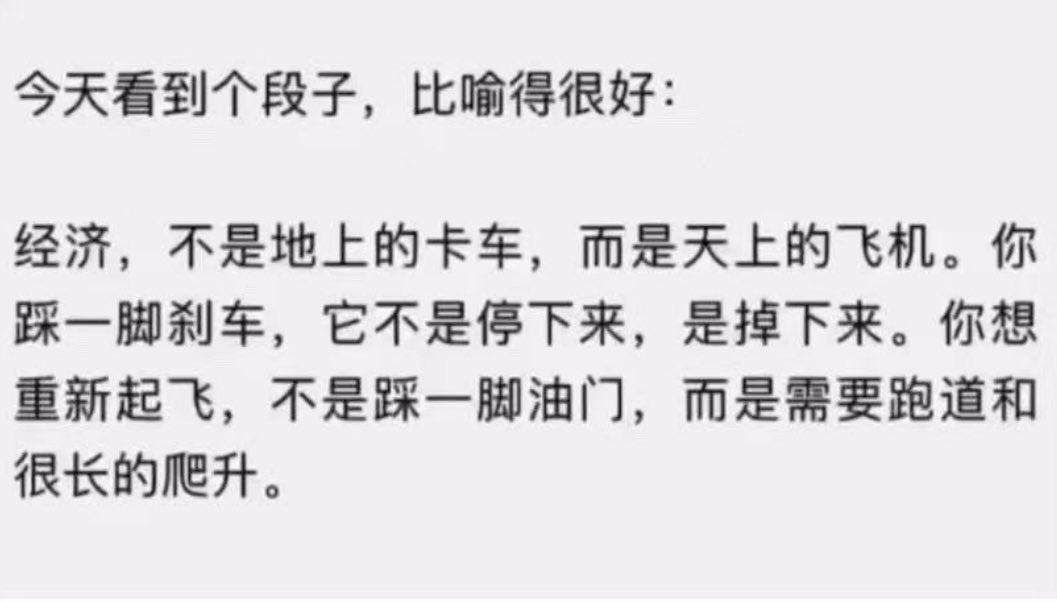 今天看到个段子，比喻得很好：
经济，不是地上的卡车，而是天上的飞机。你
踩一脚刹车，它不是停下来，是掉下来。你想
重新起飞，不是踩一脚油门，而是需要跑道和
很长的爬升。